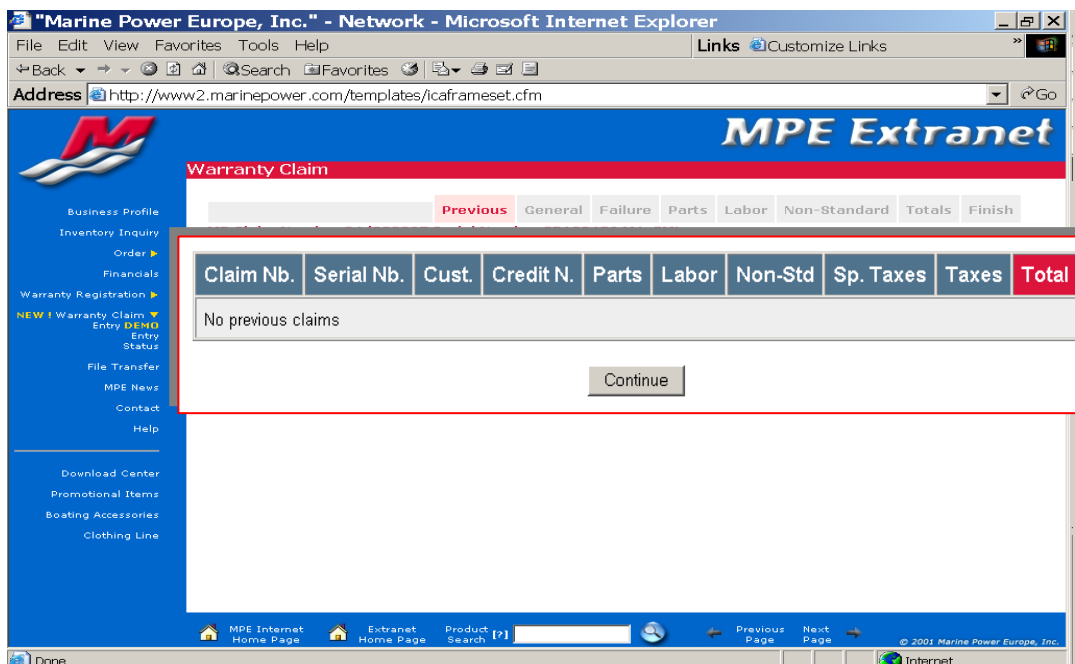 "Marine Power Europe, Inc." - Network - Microsoft Internet Explorer
File Edit View Favorites Tools Help Links Customize Links »
Back Search Favorites
Address http://www2.marinepower.com/templates/icaframeset.cfm Go
MPE Extranet
Warranty Claim
Previous General Failure Parts Labor Non-Standard Totals Finish
Business Profile
Inventory Inquiry
Order
Financials
Warranty Registration
NEW ! Warranty Claim
Entry DEMO
Entry
Status
File Transfer
MPE News
Contact
Help
Download Center
Promotional Items
Boating Accessories
Clothing Line
Claim Nb. Serial Nb. Cust. Credit N. Parts Labor Non-Std Sp. Taxes Taxes Total
No previous claims
Continue
MPE Internet Home Page Extranet Home Page Product Search [?] Previous Page Next Page © 2001 Marine Power Europe, Inc.
Done Internet